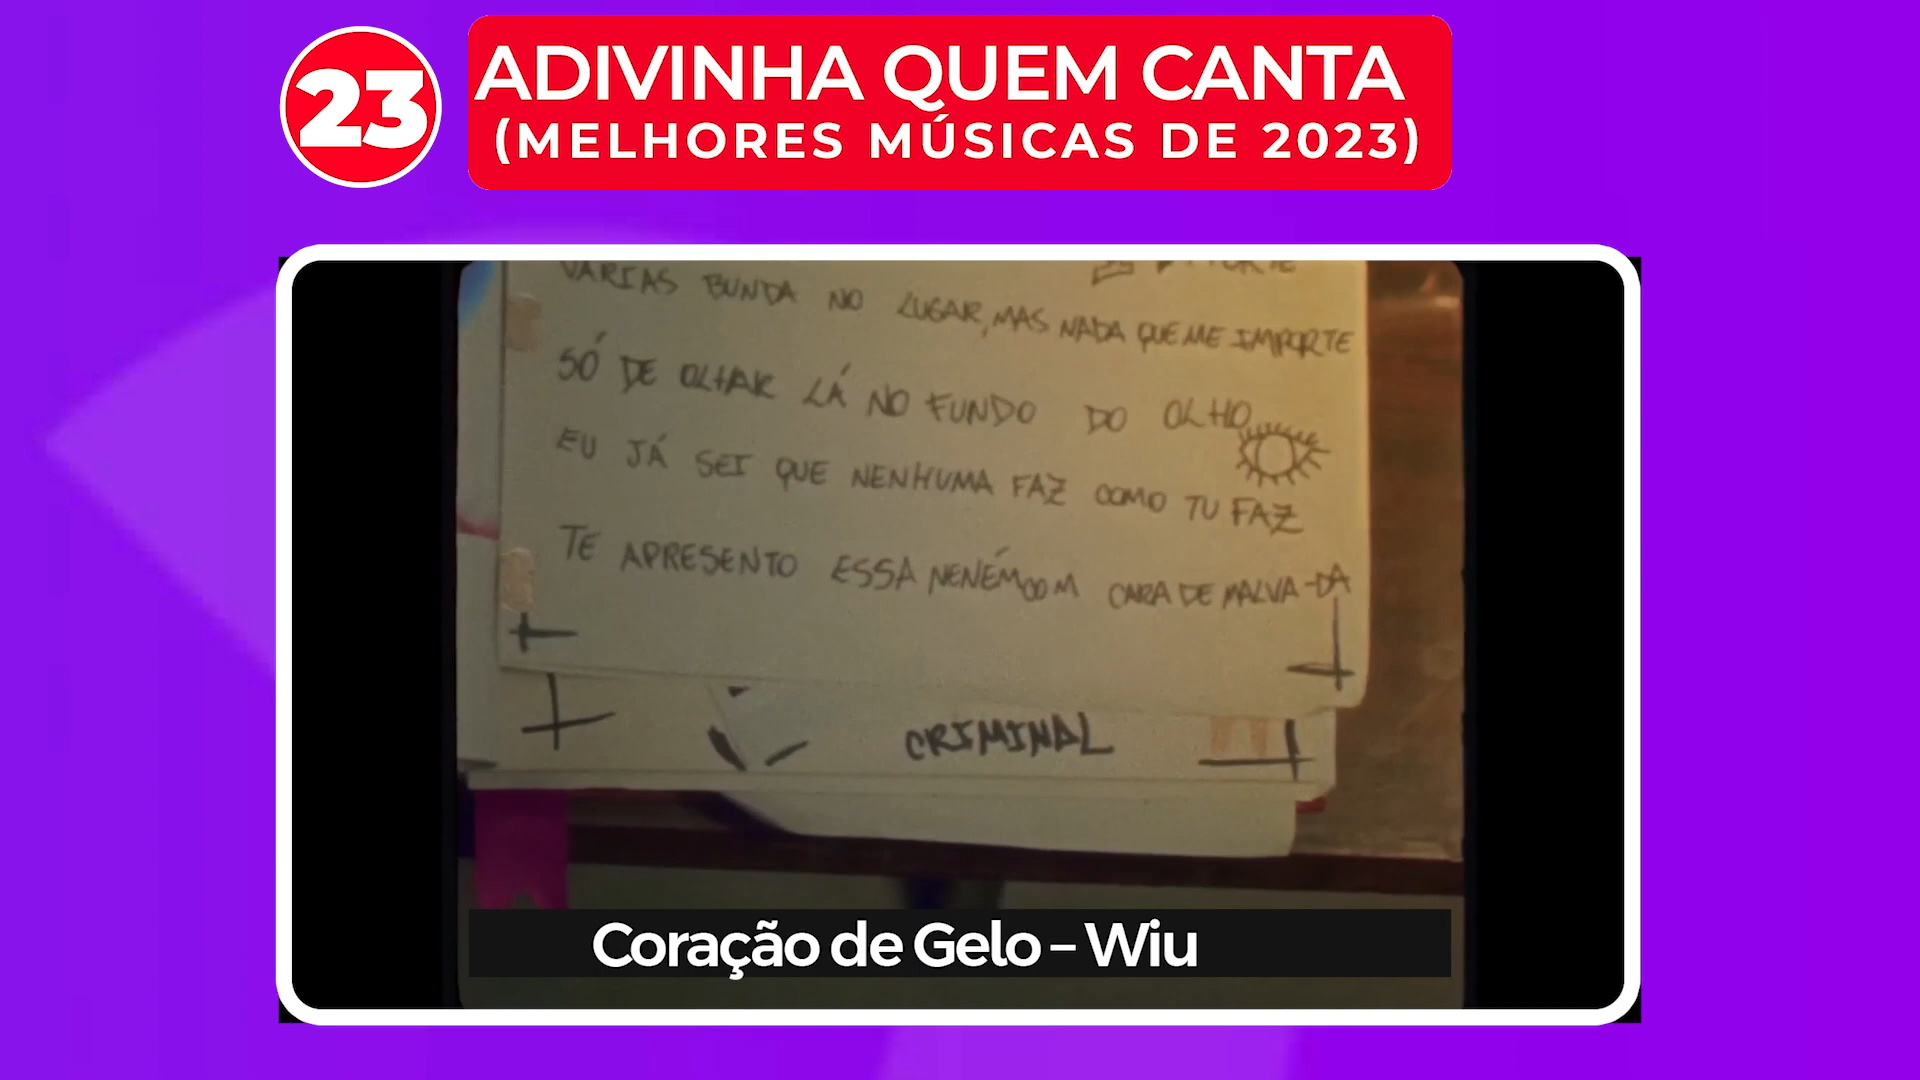 23
ADIVINHA QUEM CANTA
(MELHORES MÚSICAS DE 2023)
VÁRIAS BUNDA NO LUGAR, MAS NADA QUE ME IMPORTE
SÓ DE OLHAR LÁ NO FUNDO DO OLHO
EU JÁ SEI QUE NENHUMA FAZ COMO TU FAZ
TE APRESENTO ESSA NENÉM COM CARA DE MALVA-DA
CRIMINAL
Coração de Gelo – Wiu